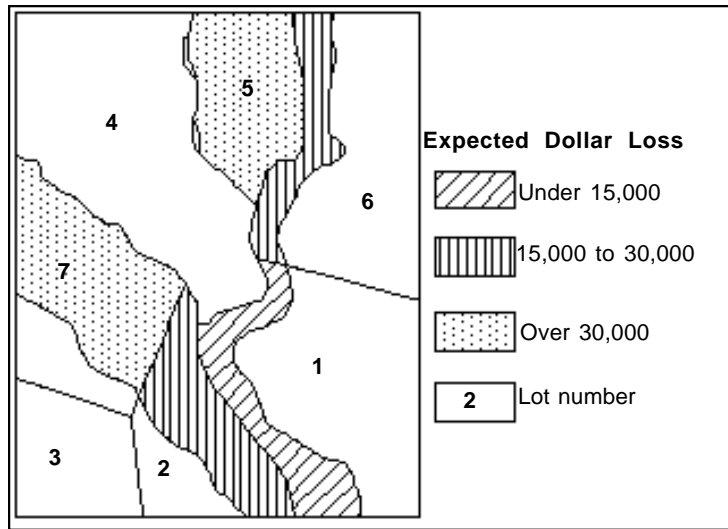 5
4
Expected Dollar Loss
Under 15,000
6
15,000 to 30,000
7
Over 30,000
1
2 Lot number
3
2